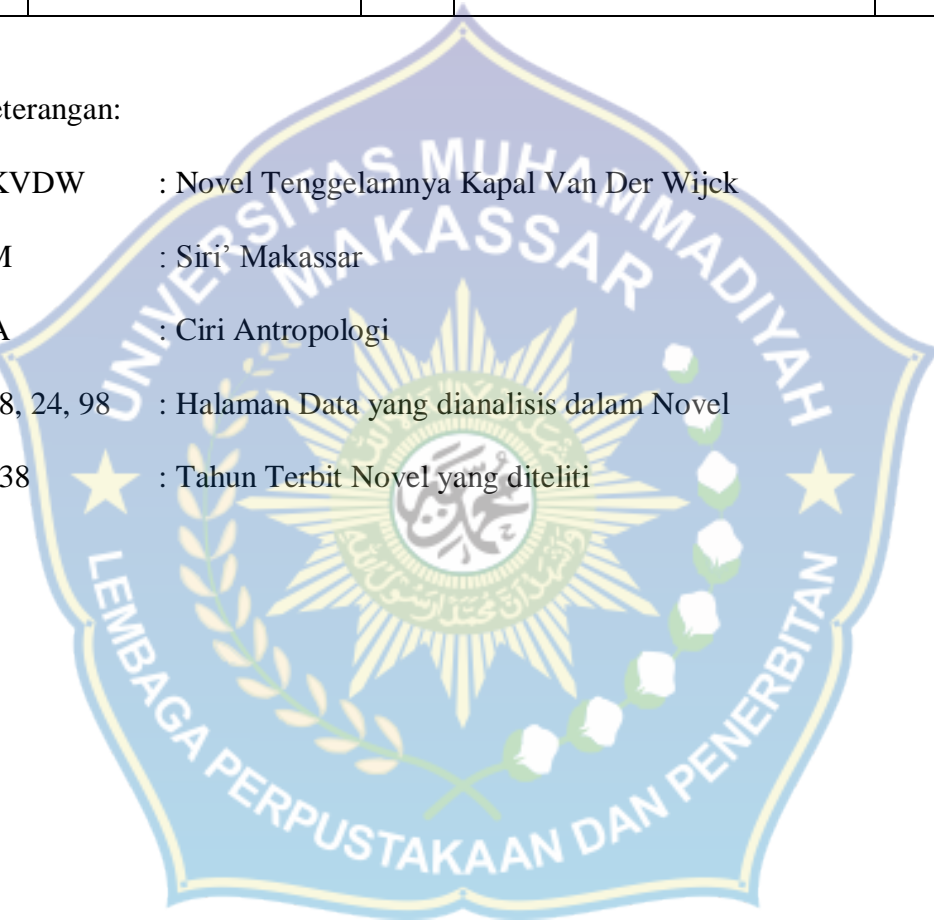 eterangan:
KVDW : Novel Tenggelamnya Kapal Van Der Wijck
M : Siri’ Makassar
A : Ciri Antropologi
8, 24, 98 : Halaman Data yang dianalisis dalam Novel
38 : Tahun Terbit Novel yang diteliti
UNIVERSITAS MUHAMMADIYAH
MAKASSAR
LEMBAGA PERPUSTAKAAN DAN PENERBITAN